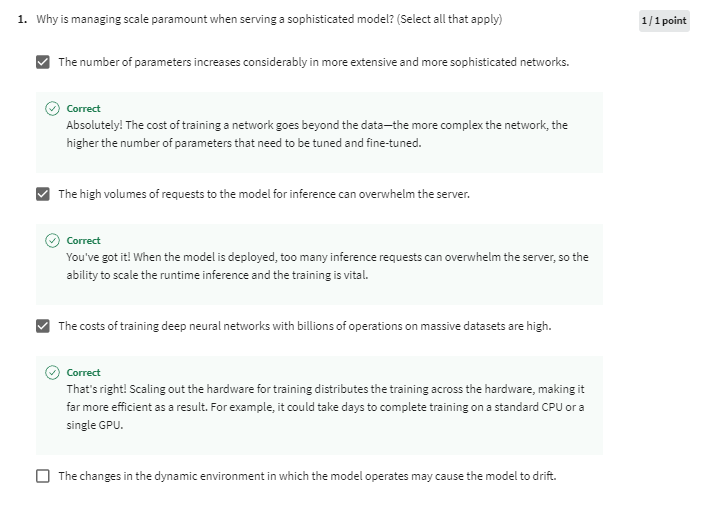 1. Why is managing scale paramount when serving a sophisticated model? (Select all that apply)
1 / 1 point
The number of parameters increases considerably in more extensive and more sophisticated networks.
Correct
Absolutely! The cost of training a network goes beyond the data—the more complex the network, the
higher the number of parameters that need to be tuned and fine-tuned.
The high volumes of requests to the model for inference can overwhelm the server.
Correct
You've got it! When the model is deployed, too many inference requests can overwhelm the server, so the
ability to scale the runtime inference and the training is vital.
The costs of training deep neural networks with billions of operations on massive datasets are high.
Correct
That's right! Scaling out the hardware for training distributes the training across the hardware, making it
far more efficient as a result. For example, it could take days to complete training on a standard CPU or a
single GPU.
The changes in the dynamic environment in which the model operates may cause the model to drift.